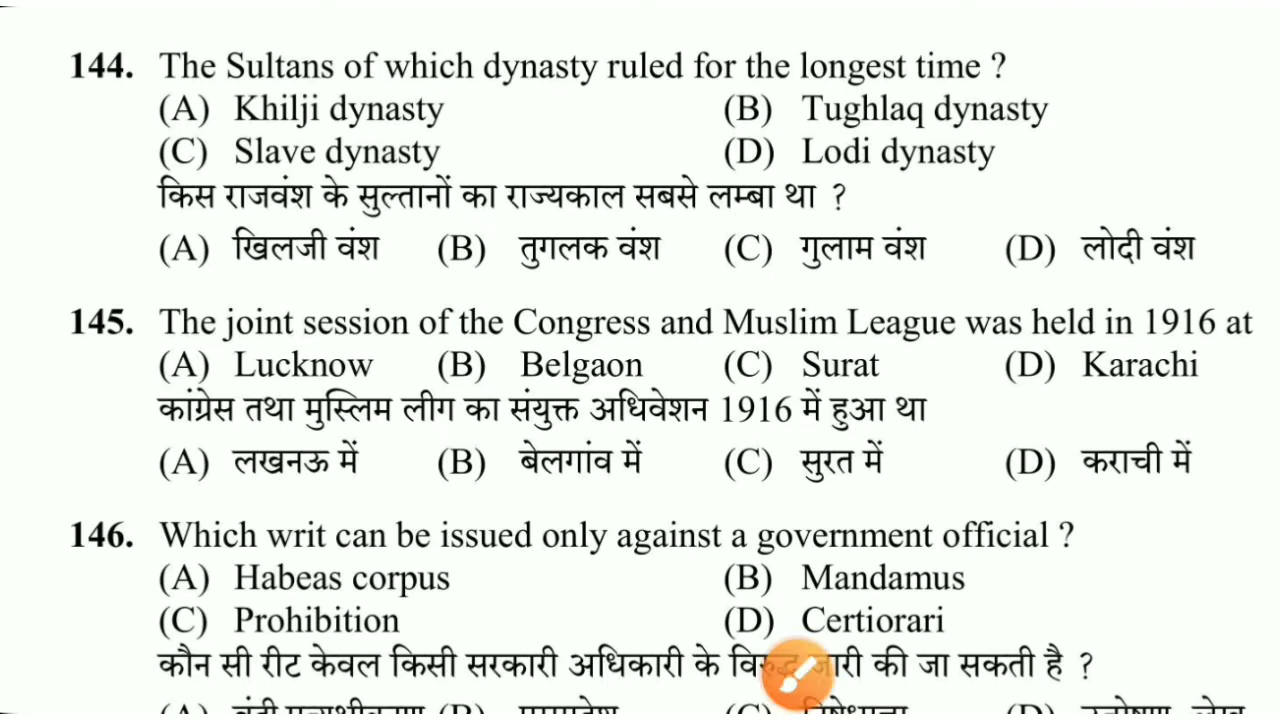 144. The Sultans of which dynasty ruled for the longest time ?
(A) Khilji dynasty (B) Tughlaq dynasty
(C) Slave dynasty (D) Lodi dynasty
किस राजवंश के सुल्तानों का राज्यकाल सबसे लम्बा था ?
(A) खिलजी वंश (B) तुगलक वंश (C) गुलाम वंश (D) लोदी वंश
145. The joint session of the Congress and Muslim League was held in 1916 at
(A) Lucknow (B) Belgaon (C) Surat (D) Karachi
कांग्रेस तथा मुस्लिम लीग का संयुक्त अधिवेशन 1916 में हुआ था
(A) लखनऊ में (B) बेलगांव में (C) सुरत में (D) कराची में
146. Which writ can be issued only against a government official ?
(A) Habeas corpus (B) Mandamus
(C) Prohibition (D) Certiorari
कौन सी रीट केवल किसी सरकारी अधिकारी के विरुद्ध जारी की जा सकती है ?
(A) (B) (C) (D)